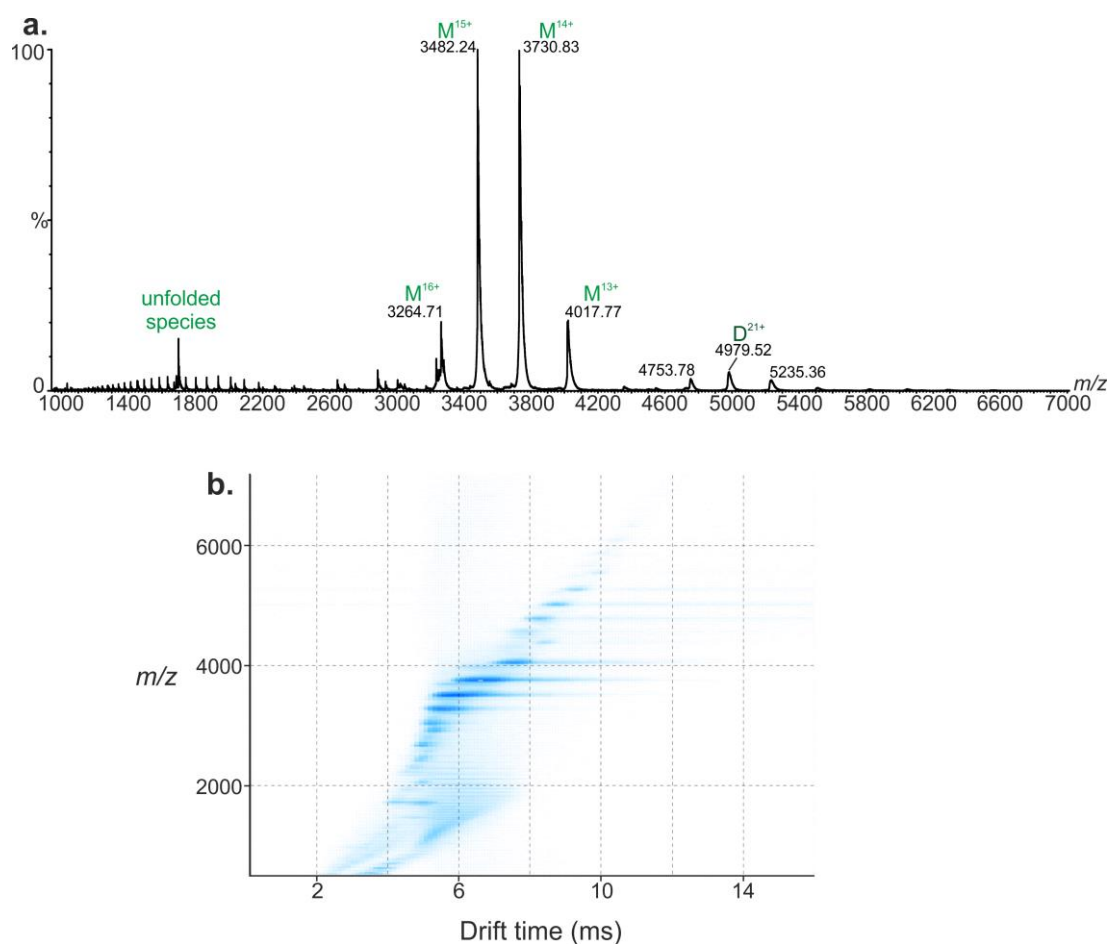 a.
M15+
3482.24
M14+
3730.83
100
%
0
unfolded
species
M16+
3264.71
M13+
4017.77
D21+
4979.52
4753.78
5235.36
m/z
1000 1400 1800 2200 2600 3000 3400 3800 4200 4600 5000 5400 5800 6200 6600 7000
b.
6000
4000
m/z
2000
2 6 10 14
Drift time (ms)